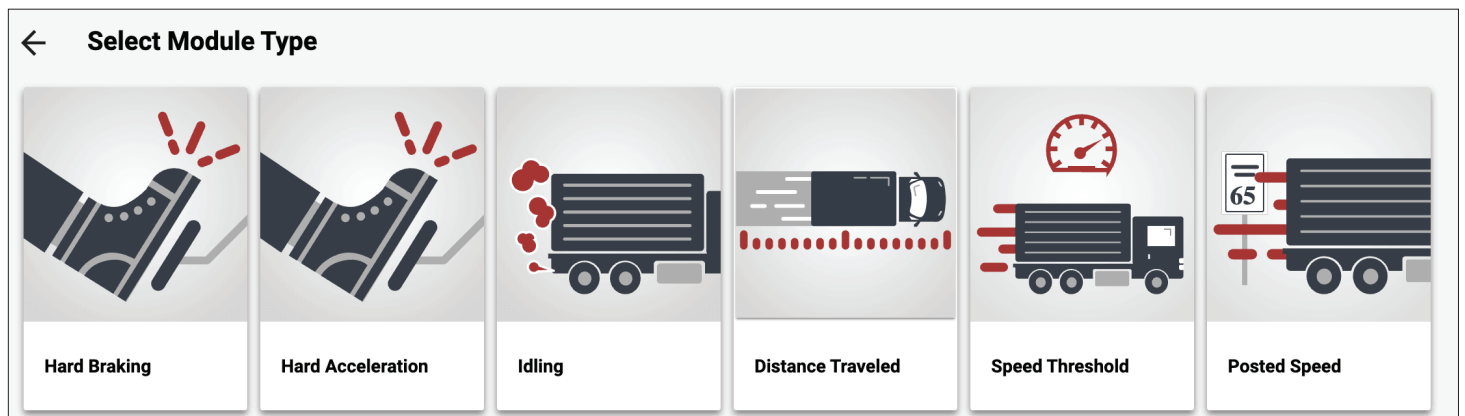 Select Module Type
65
Hard Braking
Hard Acceleration
Idling
Distance Traveled
Speed Threshold
Posted Speed